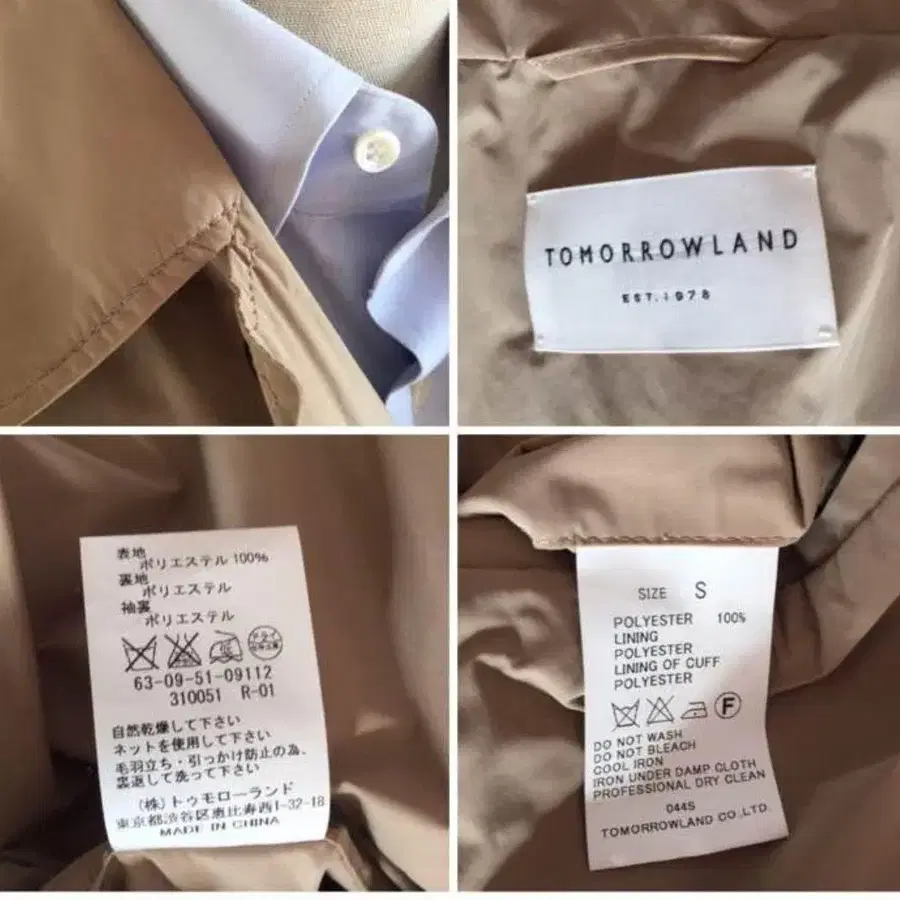 TOMORROWLAND
EST.1978
表地
ポリエステル 100%
裏地
ポリエステル
袖裏
ポリエステル
ドライ
63-09-51-09112
310051 R-01
自然乾燥して下さい
ネットを使用して下さい
毛羽立ち・引っかけ防止の為、
裏返して洗って下さい
(株)トゥモローランド
東京都渋谷区恵比寿西1-32-18
MADE IN CHINA
SIZE S
POLYESTER 100%
LINING
POLYESTER
LINING OF CUFF
POLYESTER
F
DO NOT WASH
DO NOT BLEACH
COOL IRON
IRON UNDER DAMP.CLOTH
PROFESSIONAL DRY CLEAN
044S
TOMORROWLAND CO.,LTD.